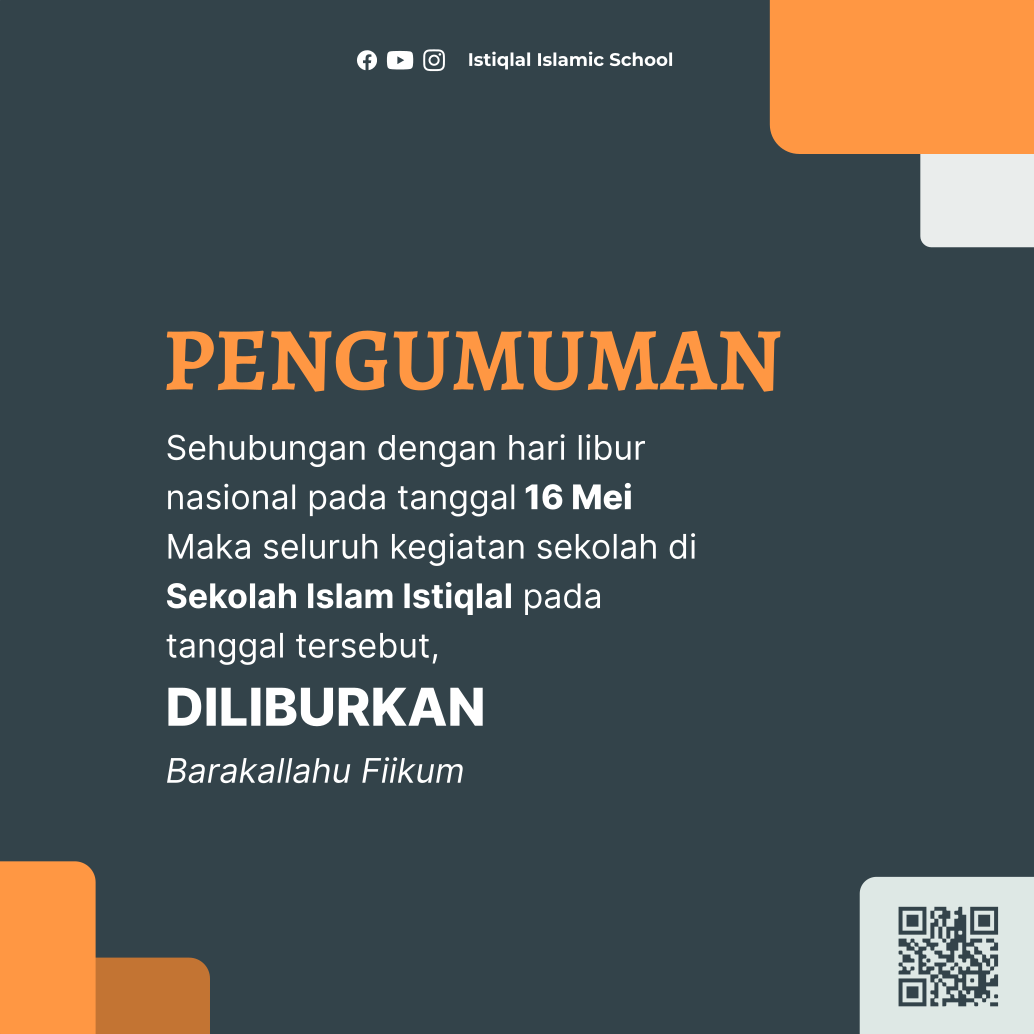 Istiqlal Islamic School
PENGUMUMAN
Sehubungan dengan hari libur
nasional pada tanggal 16 Mei
Maka seluruh kegiatan sekolah di
Sekolah Islam Istiqlal pada
tanggal tersebut,
DILIBURKAN
Barakallahu Fiikum